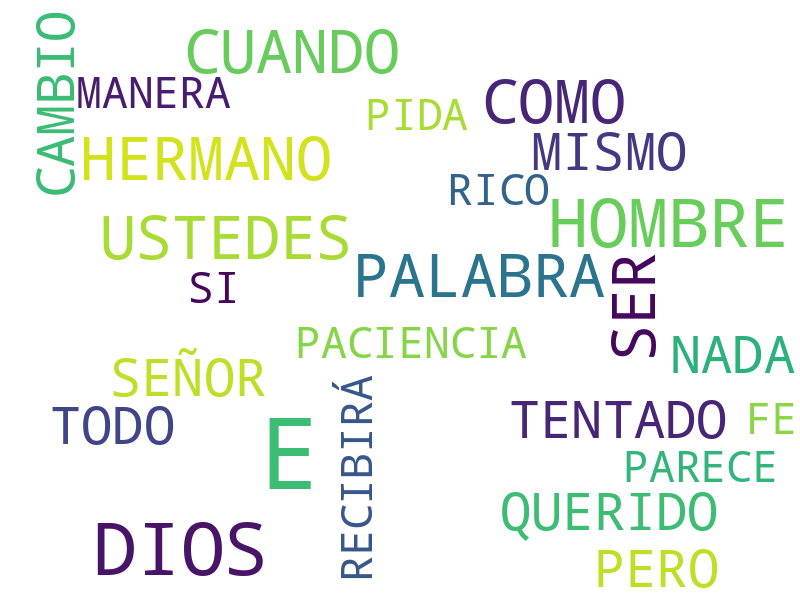 CAMBIO
CUANDO
MANERA
COMO
PIDA
MISMO
HERMANO
RICO
HOMBRE
USTEDES
PALABRA
SI
SER
PACIENCIA
NADA
SEÑOR
TODO
E
RECIBIRÁ
TENTADO
FE
PARECE
QUERIDO
DIOS
PERO